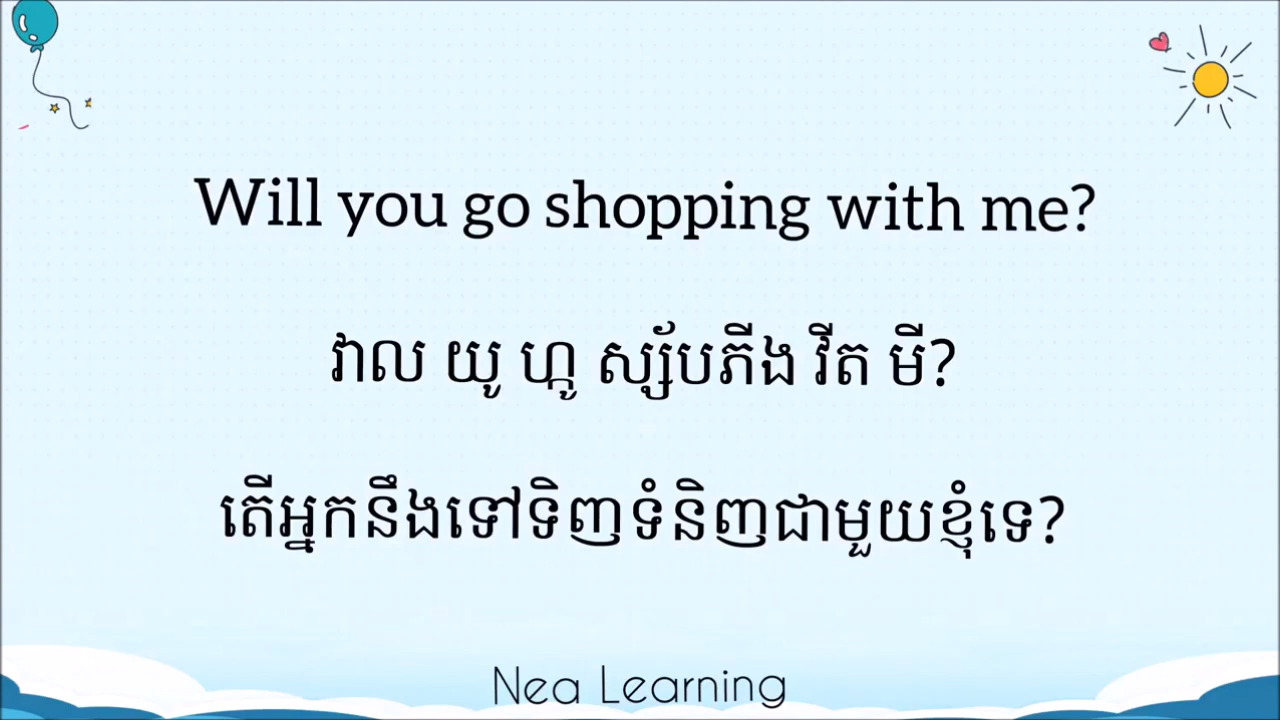 Will you go shopping with me?
វាល យូ ហ្គូ ស្ស័បភីង វីត មី?
តើអ្នកនឹងទៅទិញទំនិញជាមួយខ្ញុំទេ?
Nea Learning